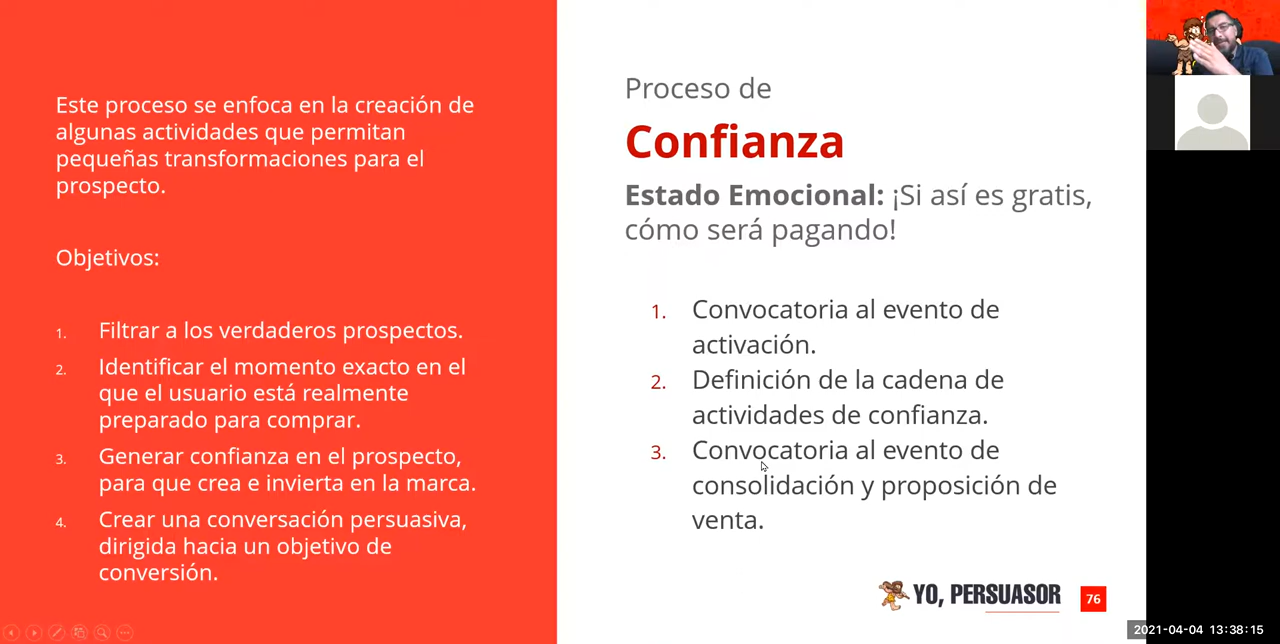 Este proceso se enfoca en la creación de
algunas actividades que permitan
pequeñas transformaciones para el
prospecto.
Objetivos:
1. Filtrar a los verdaderos prospectos.
2. Identificar el momento exacto en el
que el usuario está realmente
preparado para comprar.
3. Generar confianza en el prospecto,
para que crea e invierta en la marca.
4. Crear una conversación persuasiva,
dirigida hacia un objetivo de
conversión.
Proceso de
Confianza
Estado Emocional: ¡Si así es gratis,
cómo será pagando!
1. Convocatoria al evento de
activación.
2. Definición de la cadena de
actividades de confianza.
3. Convocatoria al evento de
consolidación y proposición de
venta.
YO, PERSUASOR
76
2021-04-04 13:38:15